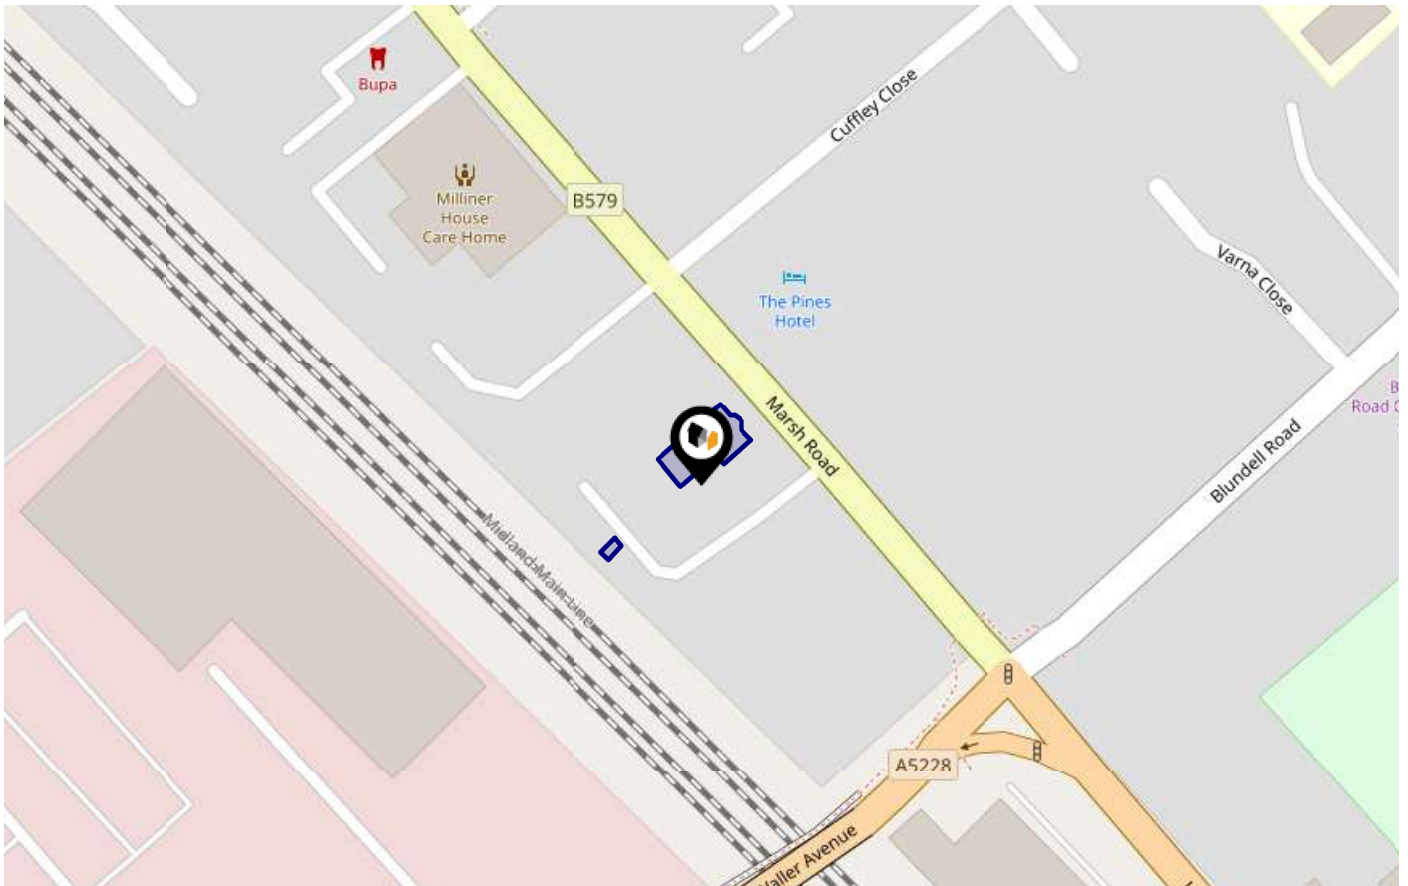 Bupa
Cuffley Close
Milliner
House
Care Home
B579
Varna Close
The Pines
Hotel
B
Road
Marsh Road
Blundell Road
Midland Main Line
A5228
Waller Avenue